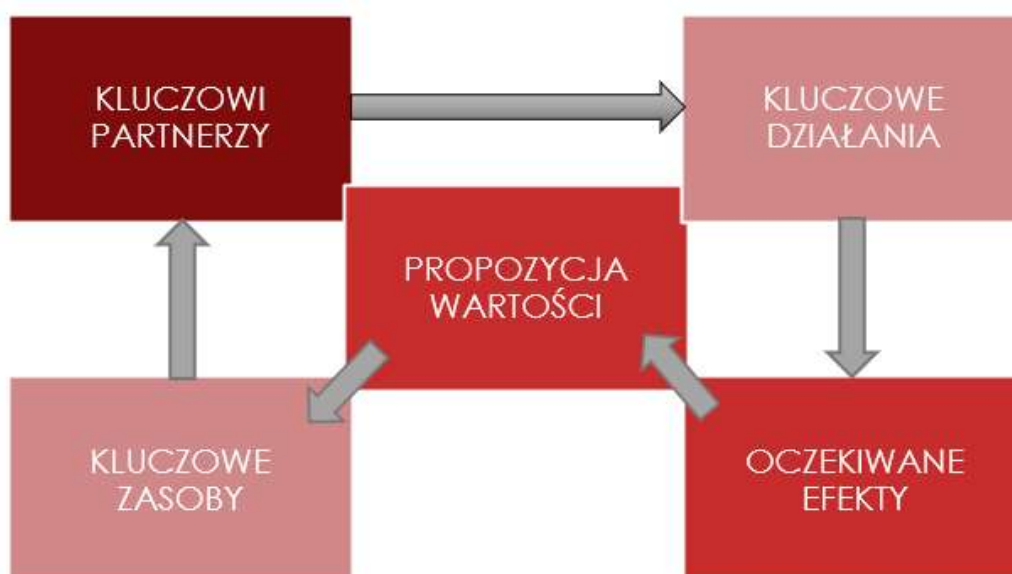 KLUCZOWI
PARTNERZY
KLUCZOWE
DZIAŁANIA
PROPOZYCJA
WARTOŚCI
KLUCZOWE
ZASOBY
OCZEKIWANE
EFEKTY